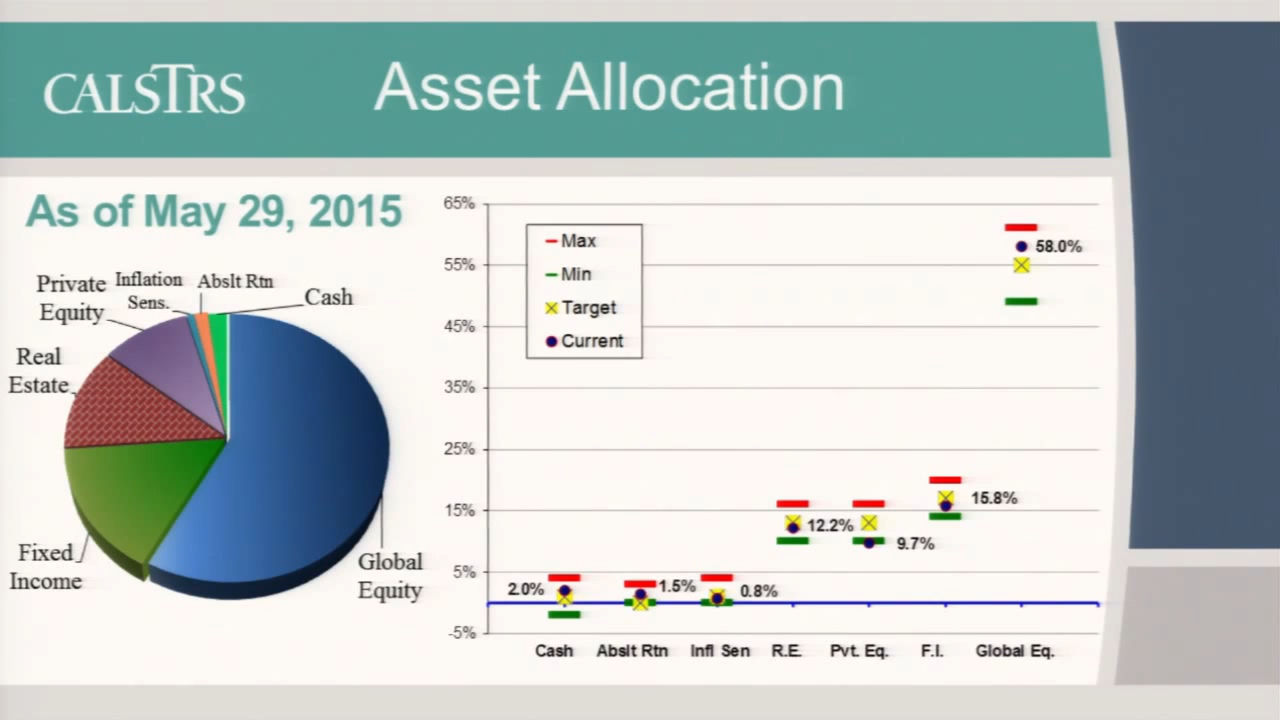 CALSTRS
Asset Allocation
As of May 29, 2015
Private
Equity
Inflation
Sens.
Abslt Rtn
Cash
Real
Estate
Fixed
Income
Global
Equity
65%
55%
45%
35%
25%
15%
5%
-5%
Max
Min
Target
Current
2.0%
1.5%
0.8%
12.2%
9.7%
15.8%
58.0%
Cash
Abslt Rtn
Infl Sen
R.E.
Pvt. Eq.
F.I.
Global Eq.